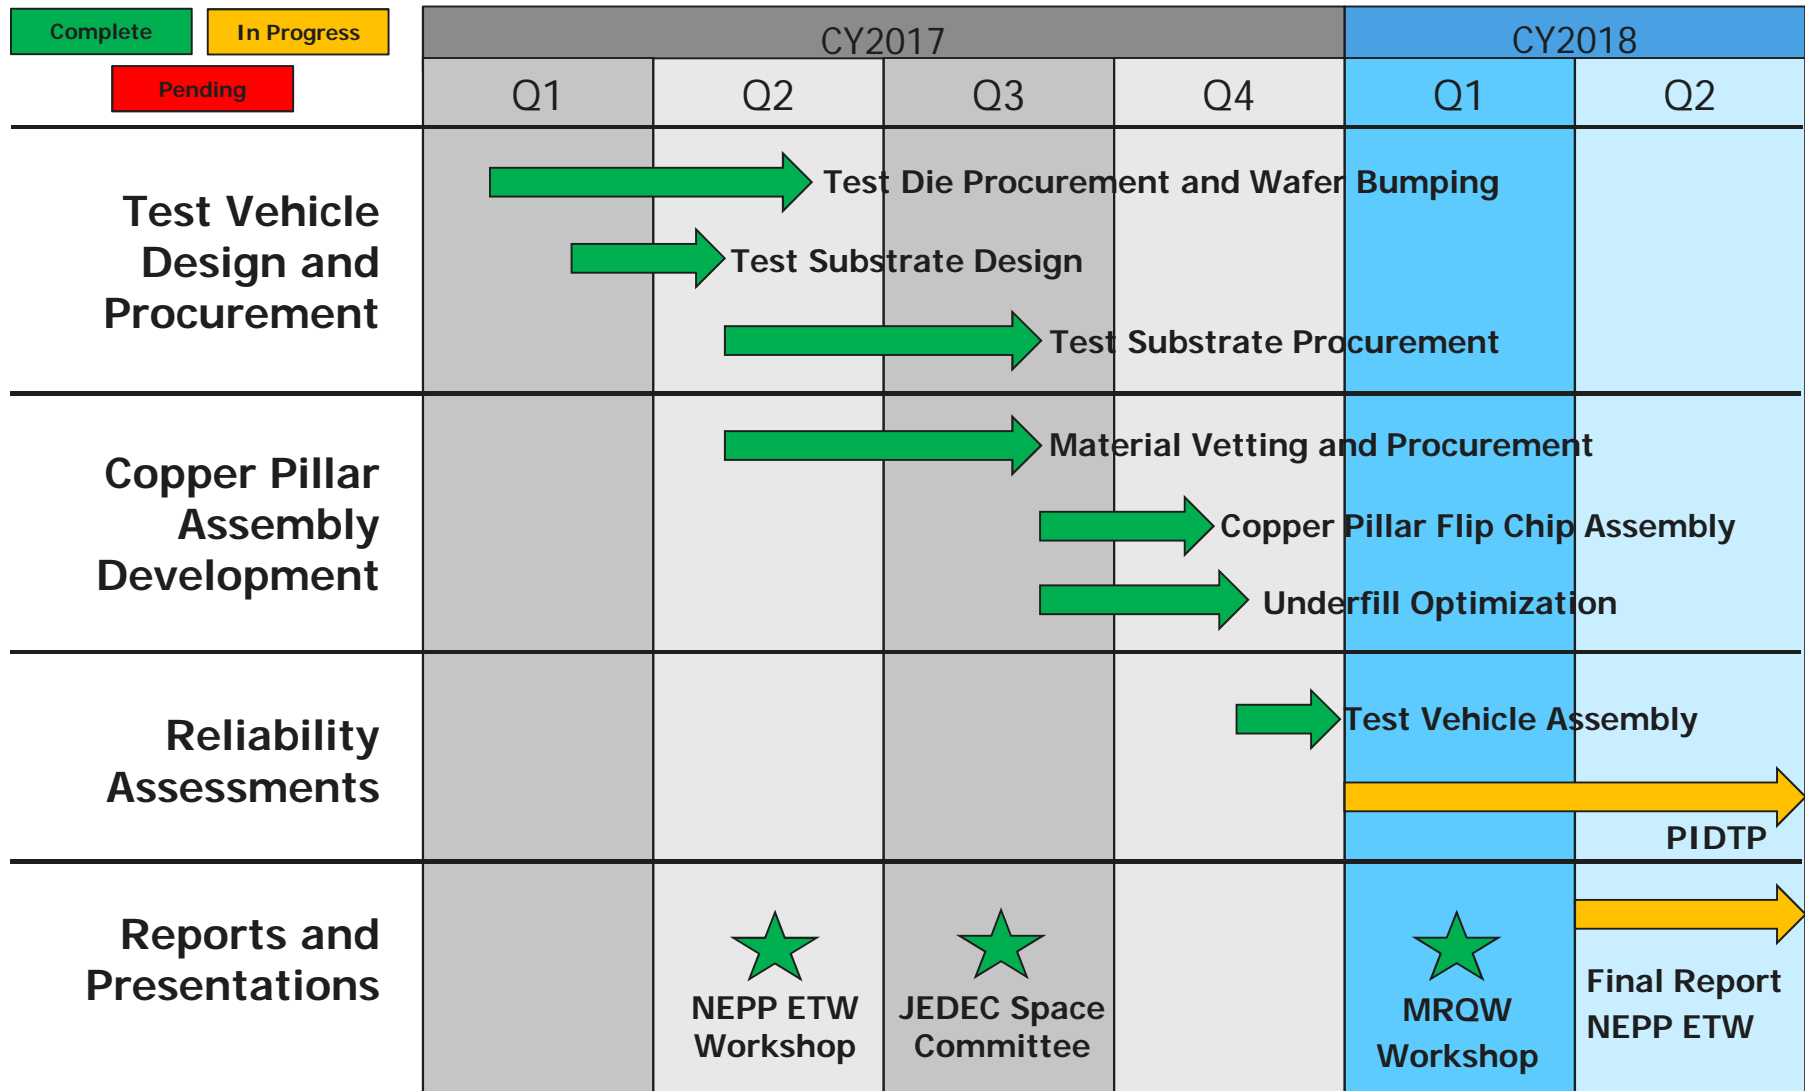 Complete
In Progress
Pending
CY2017
CY2018
Q1
Q2
Q3
Q4
Q1
Q2
Test Vehicle
Design and
Procurement
Test Die Procurement and Wafer Bumping
Test Substrate Design
Test Substrate Procurement
Copper Pillar
Assembly
Development
Material Vetting and Procurement
Copper Pillar Flip Chip Assembly
Underfill Optimization
Reliability
Assessments
Test Vehicle Assembly
PIDTP
Reports and
Presentations
NEPP ETW
Workshop
JEDEC Space
Committee
MRQW
Workshop
Final Report
NEPP ETW